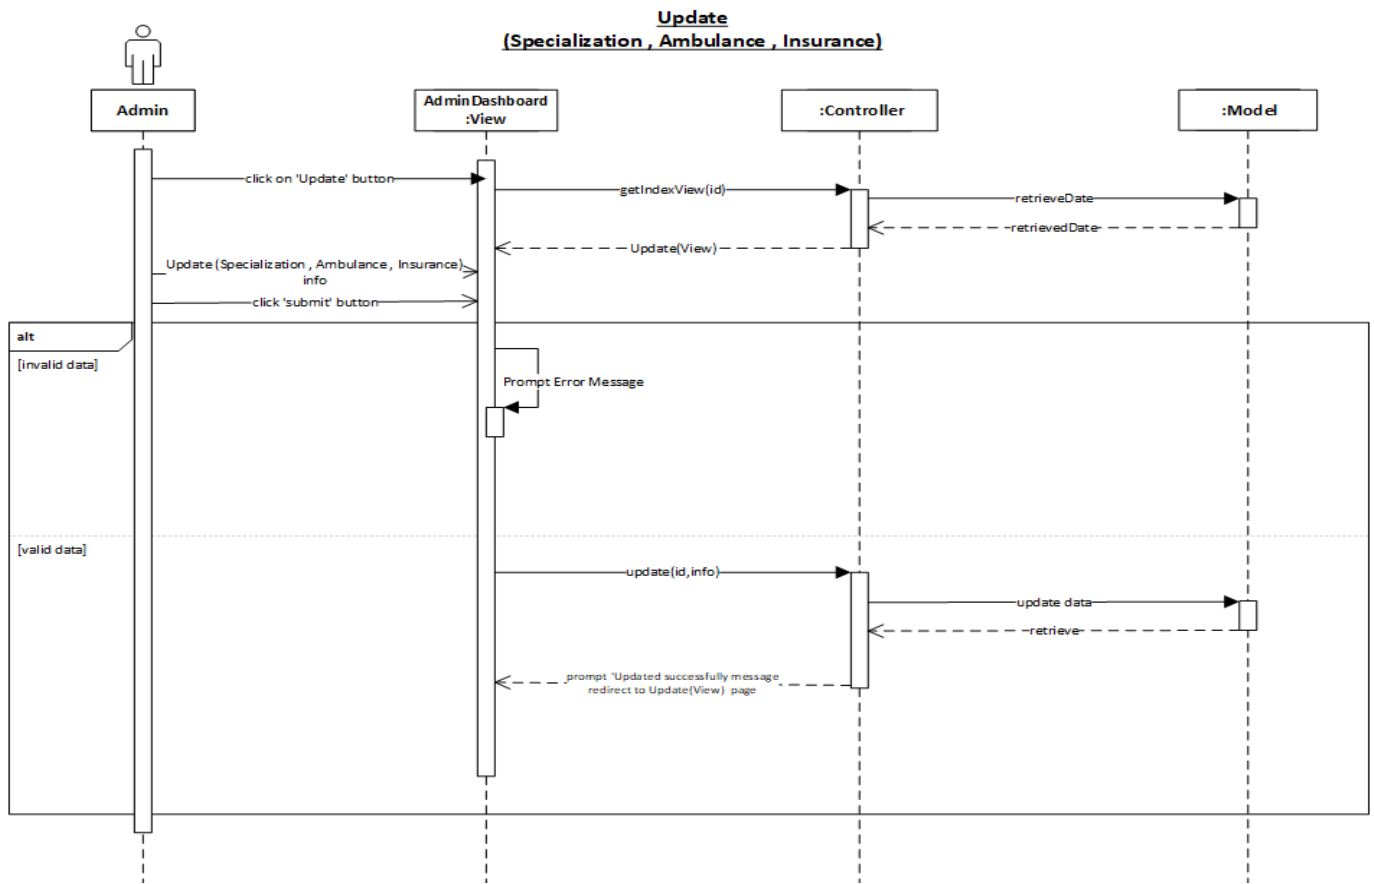 Update
(Specialization , Ambulance , Insurance)
Admin
AdminDashboard
:View
:Controller
:Model
click on 'Update' button
getIndexView(id)
retrieveDate
retrievedDate
Update(View)
Update (Specialization , Ambulance , Insurance)
info
click 'submit' button
alt
[invalid data]
Prompt Error Message
[valid data]
update(id,info)
update data
retrieve
prompt 'Updated successfully message
redirect to Update(View) page